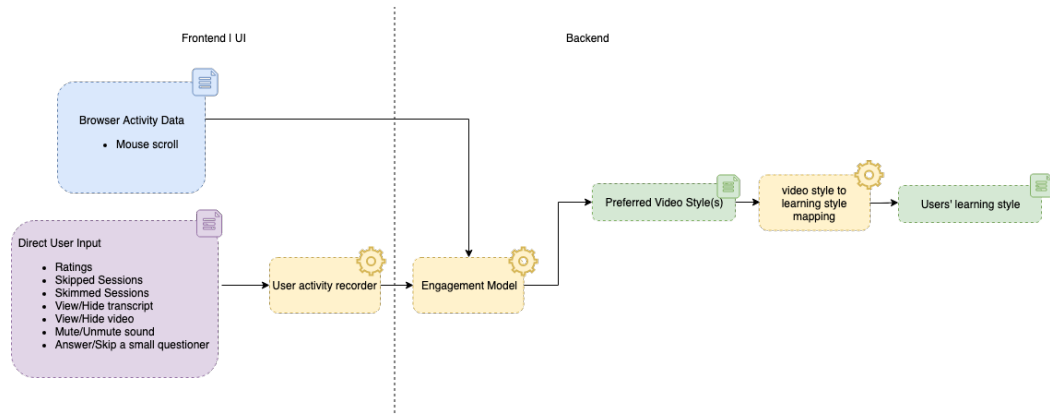 Frontend | UI
Backend
Browser Activity Data
Mouse scroll
Direct User Input
Ratings
Skipped Sessions
Skimmed Sessions
View/Hide transcript
View/Hide video
Mute/Unmute sound
Answer/Skip a small questioner
User activity recorder
Engagement Model
Preferred Video Style(s)
video style to
learning style
mapping
Users' learning style